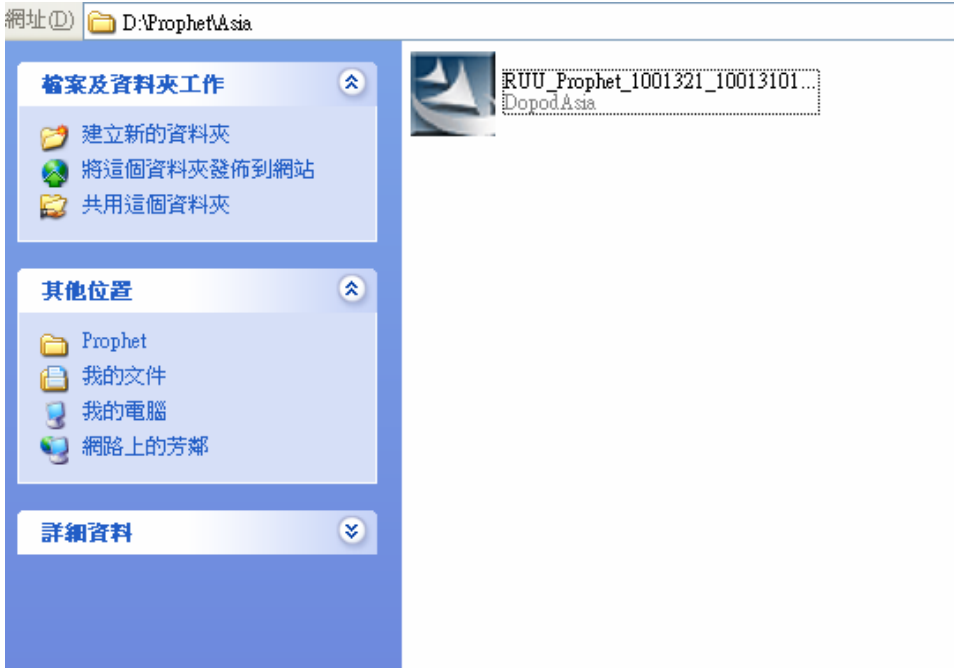 網址(D) D:\Prophet\Asia
檔案及資料夾工作
建立新的資料夾
將這個資料夾發佈到網站
共用這個資料夾
其他位置
Prophet
我的文件
我的電腦
網路上的芳鄰
詳細資料
RUU_Prophet_1001321_10013101...
DopodAsia